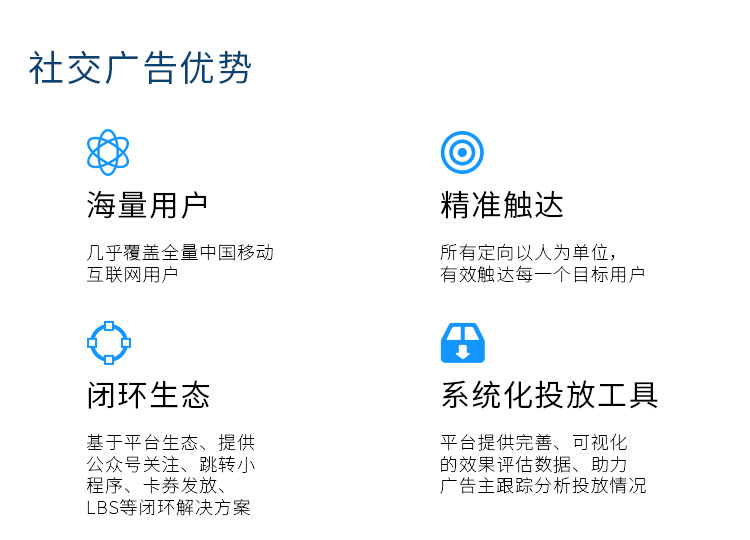 社交广告优势
海量用户
几乎覆盖全量中国移动
互联网用户
精准触达
所有定向以人为单位，
有效触达每一个目标用户
闭环生态
基于平台生态、提供
公众号关注、跳转小
程序、卡券发放、
LBS等闭环解决方案
系统化投放工具
平台提供完善、可视化
的效果评估数据、助力
广告主跟踪分析投放情况